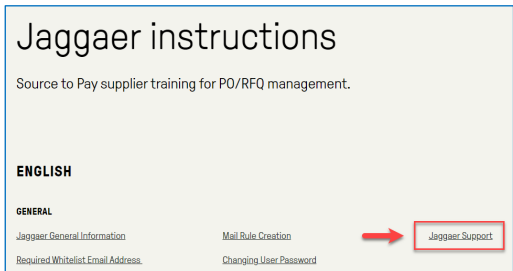 Jaggaer instructions
Source to Pay supplier training for PO/RFQ management.
ENGLISH
GENERAL
Jaggaer General Information
Mail Rule Creation
Jaggaer Support
Required Whitelist Email Address
Changing User Password